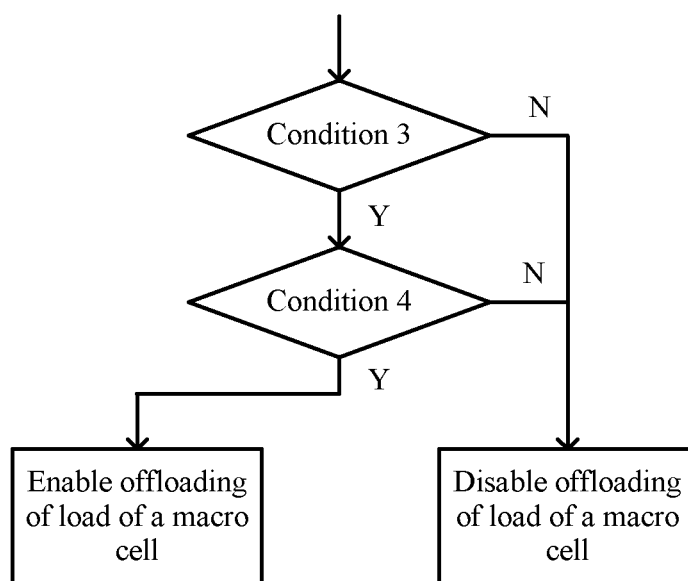 Condition 3
N
Y
Condition 4
N
Y
Enable offloading
of load of a macro
cell
Disable offloading
of load of a macro
cell